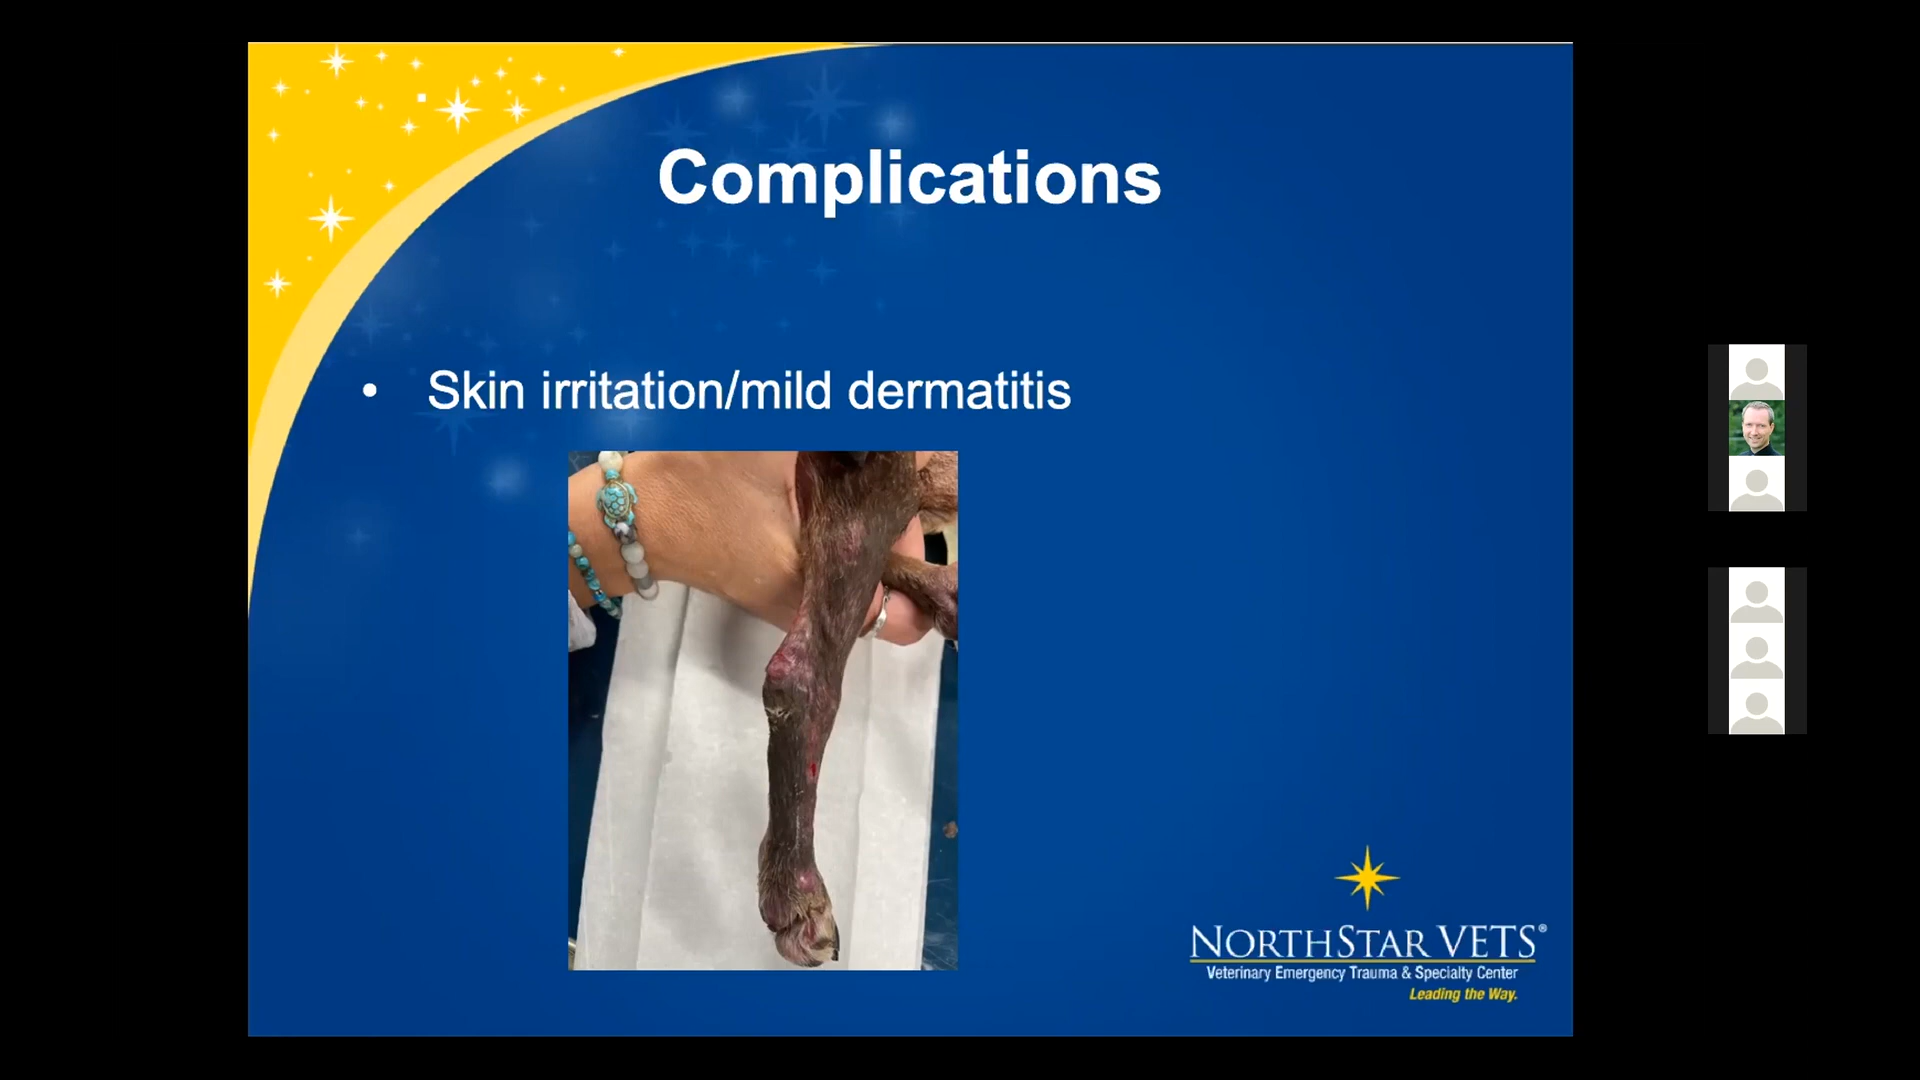 Complications
• Skin irritation/mild dermatitis
NORTHSTAR VETS®
Veterinary Emergency Trauma & Specialty Center
Leading the Way.